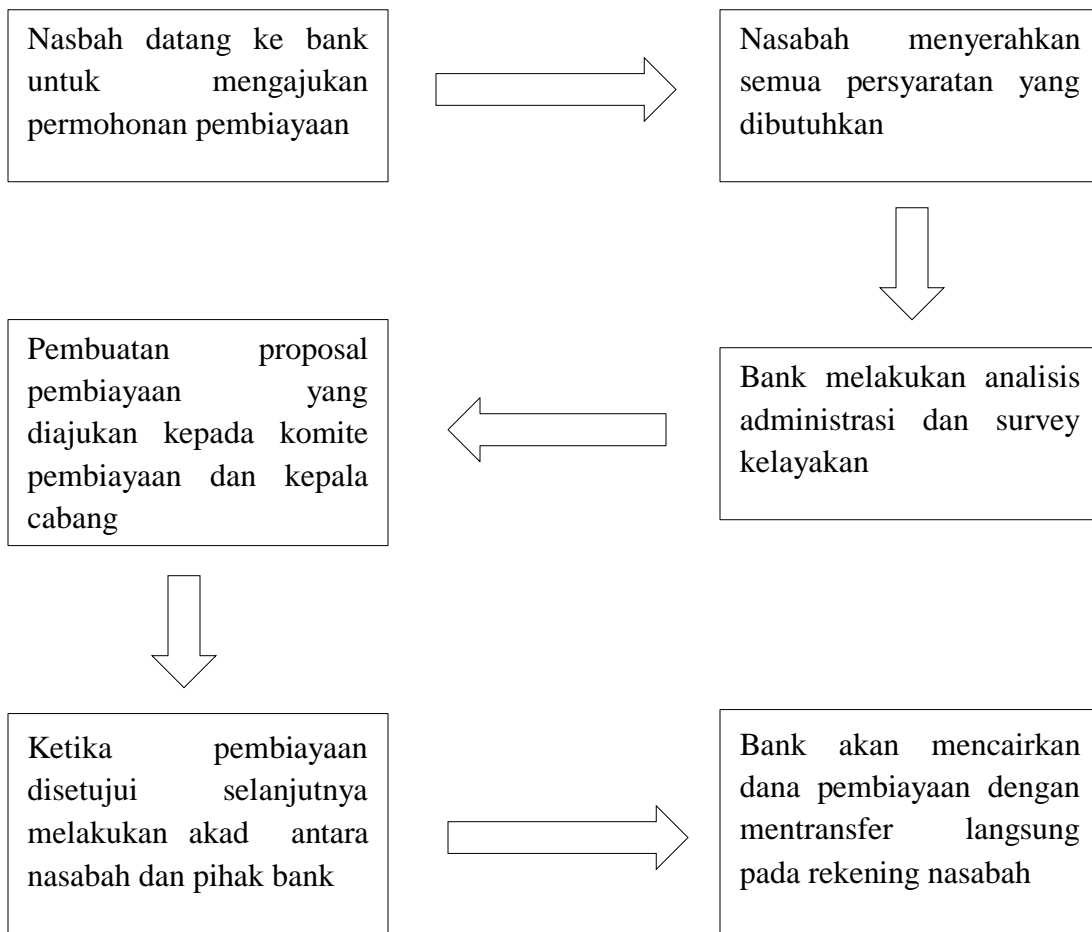 Nasbah datang ke bank
untuk mengajukan
permohonan pembiayaan
Nasabah menyerahkan
semua persyaratan yang
dibutuhkan
Bank melakukan analisis
administrasi dan survey
kelayakan
Pembuatan proposal
pembiayaan yang
diajukan kepada komite
pembiayaan dan kepala
cabang
Ketika pembiayaan
disetujui selanjutnya
melakukan akad antara
nasabah dan pihak bank
Bank akan mencairkan
dana pembiayaan dengan
mentransfer langsung
pada rekening nasabah